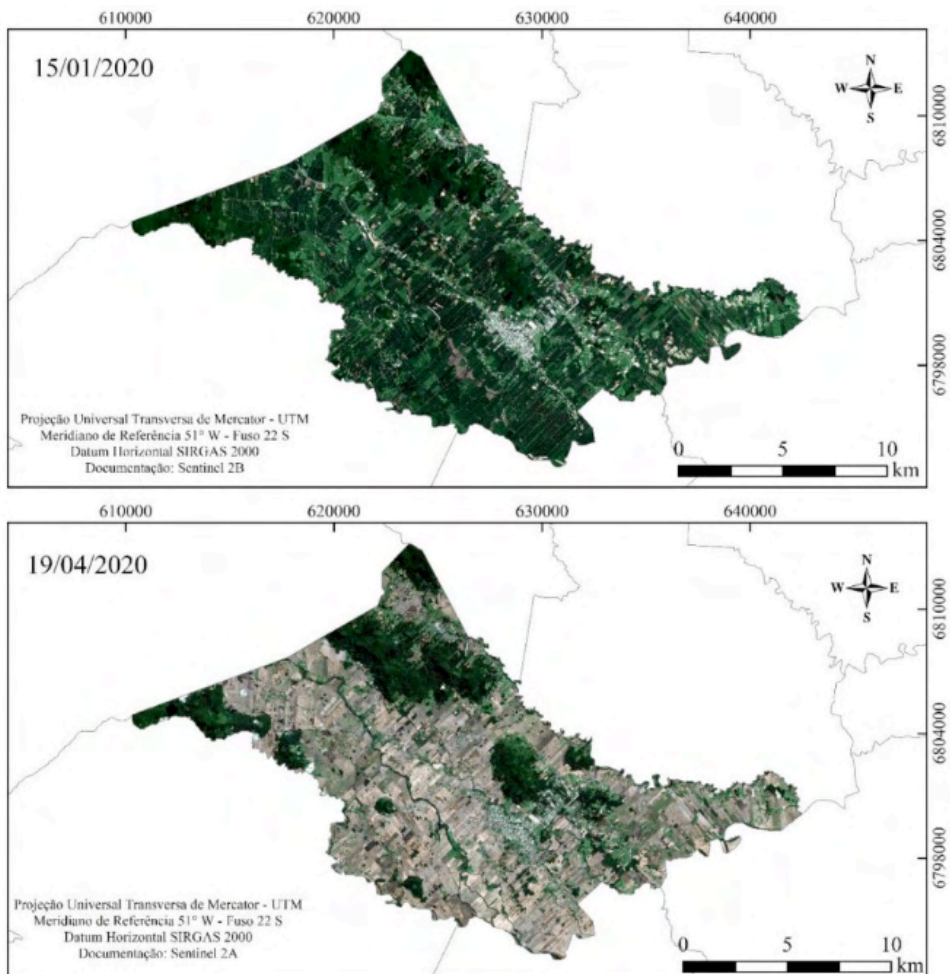 610000 620000 630000 640000
15/01/2020
N
W E
S
6810000
6804000
6798000
Projeção Universal Transversa de Mercator - UTM
Meridiano de Referência 51° W - Fuso 22 S
Datum Horizontal SIRGAS 2000
Documentação: Sentinel 2B
0 5 10
km
610000 620000 630000 640000
19/04/2020
N
W E
S
6810000
6804000
6798000
Projeção Universal Transversa de Mercator - UTM
Meridiano de Referência 51° W - Fuso 22 S
Datum Horizontal SIRGAS 2000
Documentação: Sentinel 2A
0 5 10
km